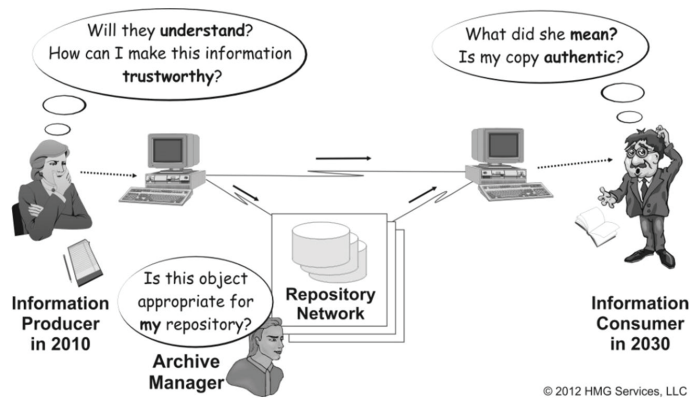 Will they understand?
How can I make this information
trustworthy?
What did she mean?
Is my copy authentic?
Is this object
appropriate for
my repository?
Repository
Network
Information
Producer
in 2010
Archive
Manager
Information
Consumer
in 2030
© 2012 HMG Services, LLC